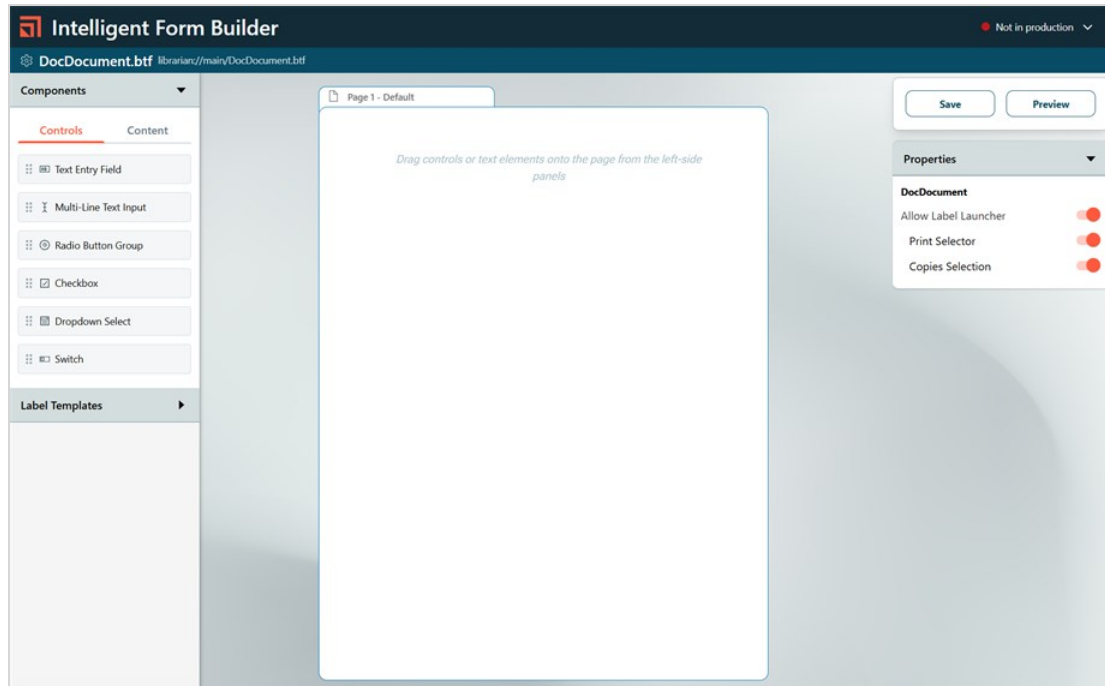 Intelligent Form Builder
Not in production
DocDocument.btf librarian://main/DocDocument.btf
Components
Controls Content
Text Entry Field
Multi-Line Text Input
Radio Button Group
Checkbox
Dropdown Select
Switch
Label Templates
Page 1 - Default
Drag controls or text elements onto the page from the left-side
panels
Save Preview
Properties
DocDocument
Allow Label Launcher
Print Selector
Copies Selection